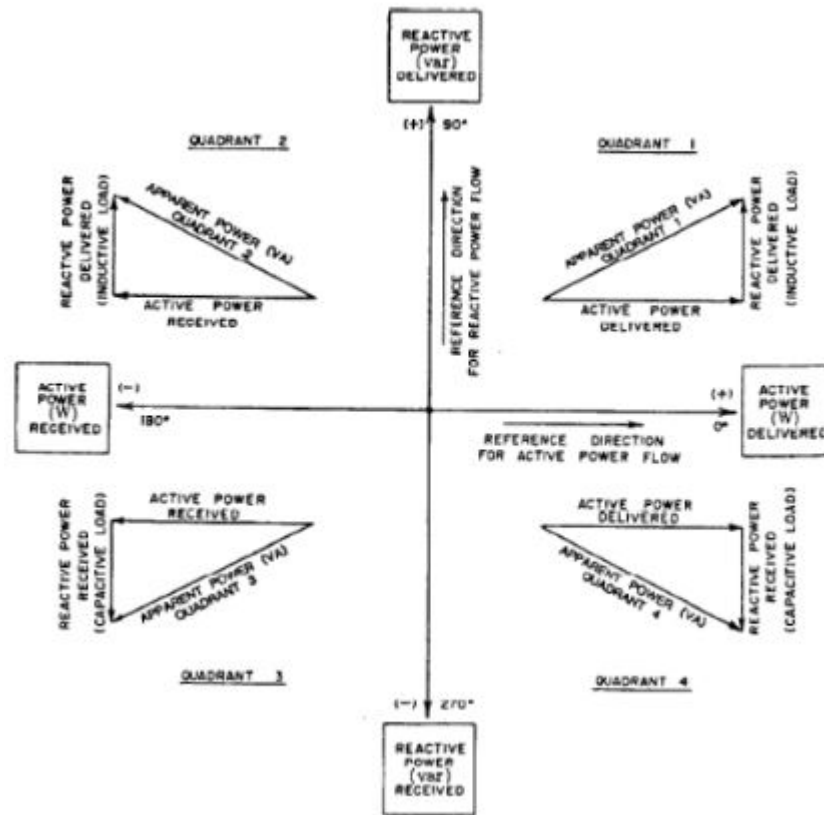 REACTIVE
POWER
(var)
DELIVERED
(+) 90°
QUADRANT 2
QUADRANT 1
REACTIVE POWER
DELIVERED
(INDUCTIVE LOAD)
APPARENT POWER (VA)
QUADRANT 2
ACTIVE POWER
RECEIVED
REFERENCE DIRECTION
FOR REACTIVE POWER FLOW
APPARENT POWER (VA)
QUADRANT 1
ACTIVE POWER
DELIVERED
REACTIVE POWER
DELIVERED
(INDUCTIVE LOAD)
ACTIVE
POWER
(W)
RECEIVED
(-)
180°
REFERENCE DIRECTION
FOR ACTIVE POWER FLOW
(+)
0°
ACTIVE
POWER
(W)
DELIVERED
REACTIVE POWER
RECEIVED
(CAPACITIVE LOAD)
ACTIVE POWER
RECEIVED
APPARENT POWER (VA)
QUADRANT 3
ACTIVE POWER
DELIVERED
APPARENT POWER (VA)
QUADRANT 4
REACTIVE POWER
RECEIVED
(CAPACITIVE LOAD)
QUADRANT 3
QUADRANT 4
(-) 270°
REACTIVE
POWER
(var)
RECEIVED